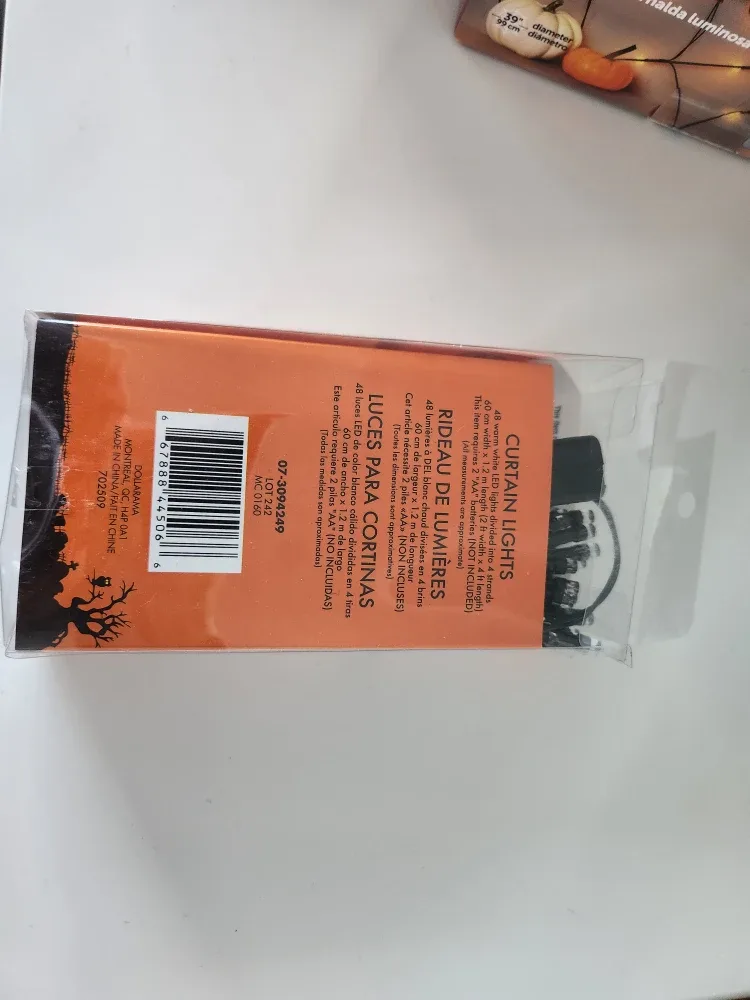 CURTAIN LIGHTS
48 warm white LED lights divided into 4 strands
60 cm width x 1.2 m length (2 ft width x 4 ft length)
This item requires 2 "AA" batteries (NOT INCLUDED)
(All measurements are approximate)
RIDEAU DE LUMIÈRES
48 lumières à DEL blanc chaud divisées en 4 brins
60 cm de largeur x 1.2 m de longueur
Cet article nécessite 2 piles «AA» (NON INCLUSES)
(Toutes les dimensions sont approximatives)
LUCES PARA CORTINAS
48 luces LED de color blanco cálido divididas en 4 tiras
60 cm de ancho x 1.2 m de largo
Este artículo requiere 2 pilas "AA" (NO INCLUIDAS)
(Todas las medidas son aproximadas)
07-3094249
LOT 242
MC 0160
6 67888 44506 6
DOLLARAMA
MONTREAL, QC, H4P 0A1
MADE IN CHINA/FAIT EN CHINE
702509
39"
99 cm
diameter
diámetro
luminosa